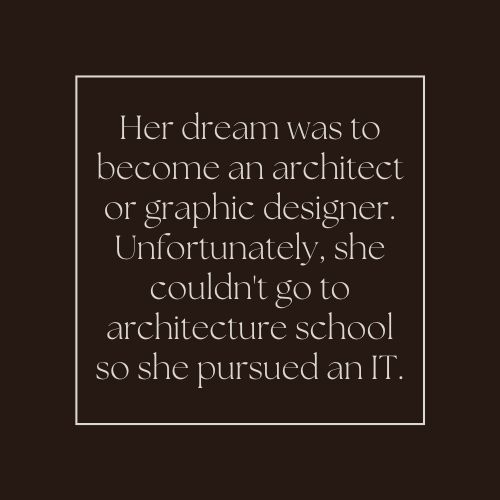 Her dream was to
become an architect
or graphic designer.
Unfortunately, she
couldn't go to
architecture school
so she pursued an IT.